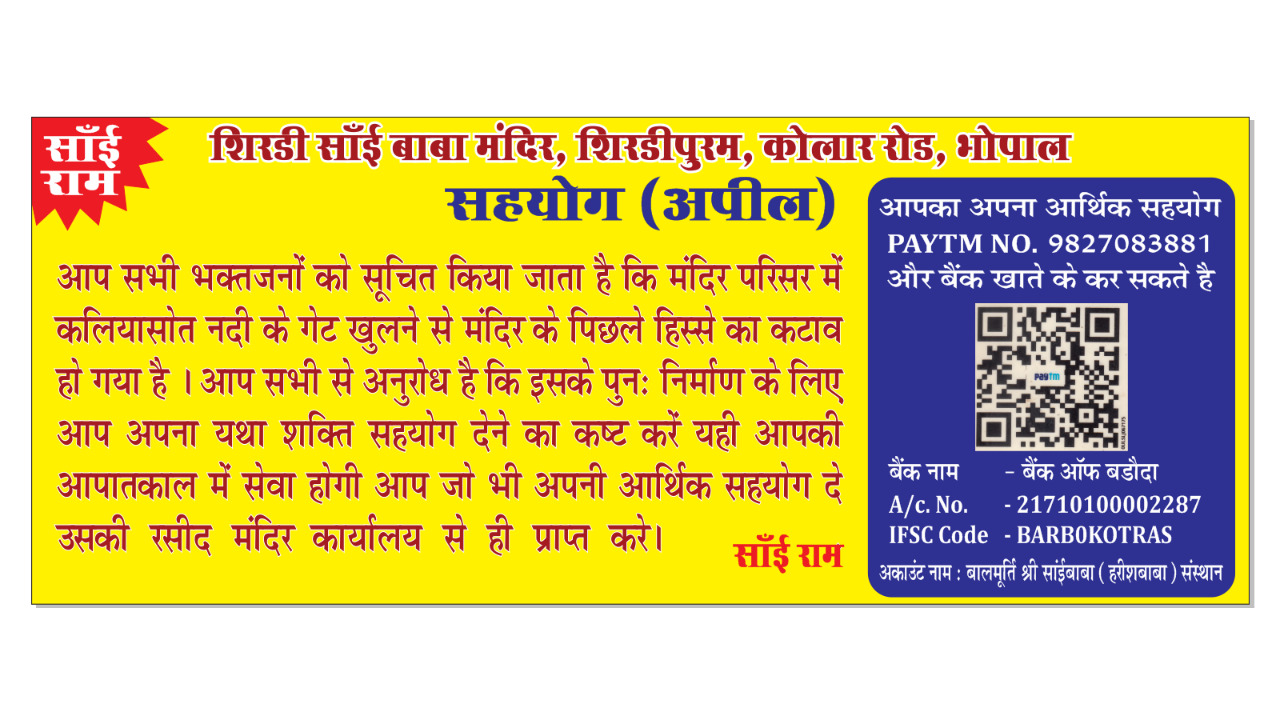 साँई
राम
शिरडी साँई बाबा मंदिर, शिरडीपुरम, कोलार रोड, भोपाल
सहयोग (अपील)
आप सभी भक्तजनों को सूचित किया जाता है कि मंदिर परिसर में
कलियासोत नदी के गेट खुलने से मंदिर के पिछले हिस्से का कटाव
हो गया है । आप सभी से अनुरोध है कि इसके पुनः निर्माण के लिए
आप अपना यथा शक्ति सहयोग देने का कष्ट करें यही आपकी
आपातकाल में सेवा होगी आप जो भी अपनी आर्थिक सहयोग दे
उसकी रसीद मंदिर कार्यालय से ही प्राप्त करे।
साँई राम
आपका अपना आर्थिक सहयोग
PAYTM NO. 9827083881
और बैंक खाते के कर सकते है
paytm
बैंक नाम - बैंक ऑफ बडौदा
A/c. No. - 21710100002287
IFSC Code - BARB0KOTRAS
अकाउंट नाम : बालमूर्ति श्री सांईबाबा ( हरीशबाबा ) संस्थान